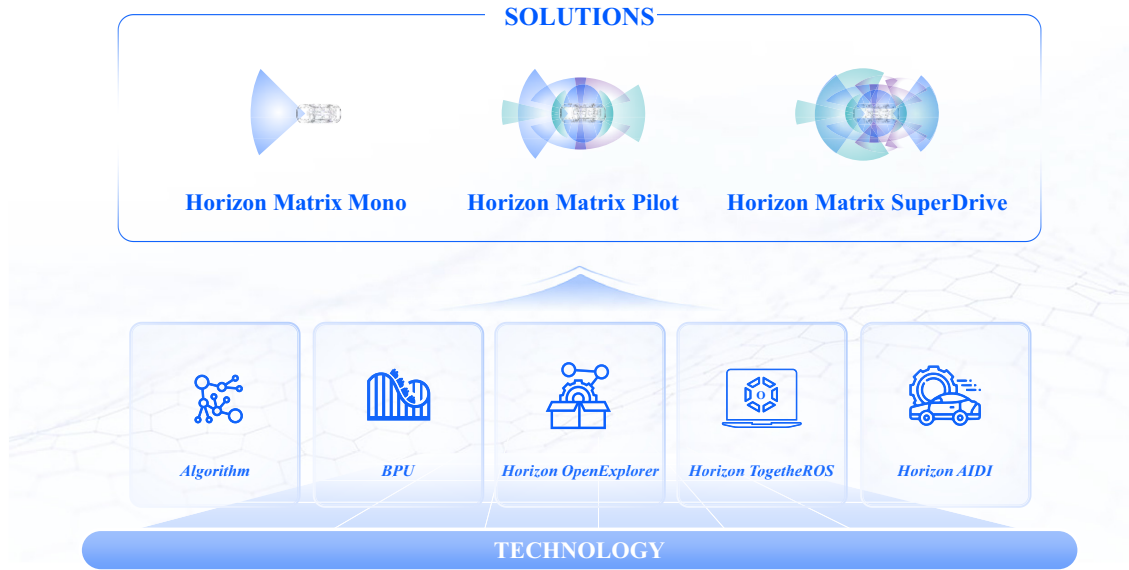 SOLUTIONS
Horizon Matrix Mono
Horizon Matrix Pilot
Horizon Matrix SuperDrive
Algorithm
BPU
Horizon OpenExplorer
Horizon TogetheROS
O
Horizon AIDI
TECHNOLOGY